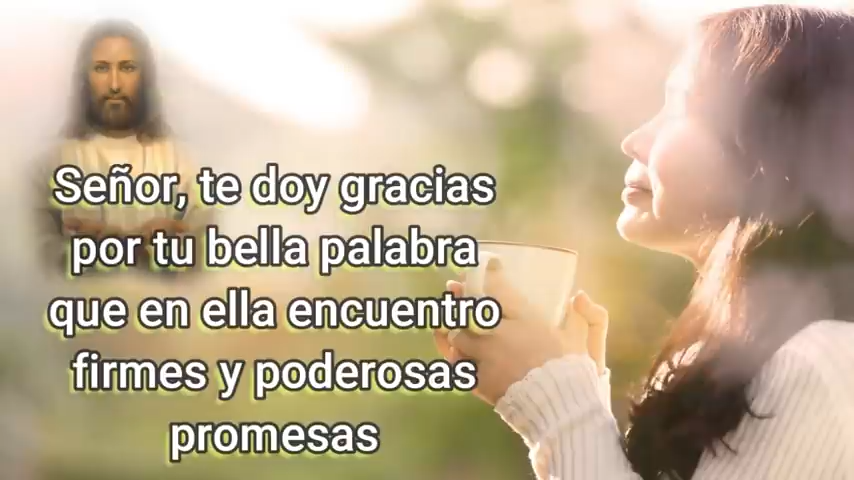 Señor, te doy gracias
por tu bella palabra
que en ella encuentro
firmes y poderosas
promesas